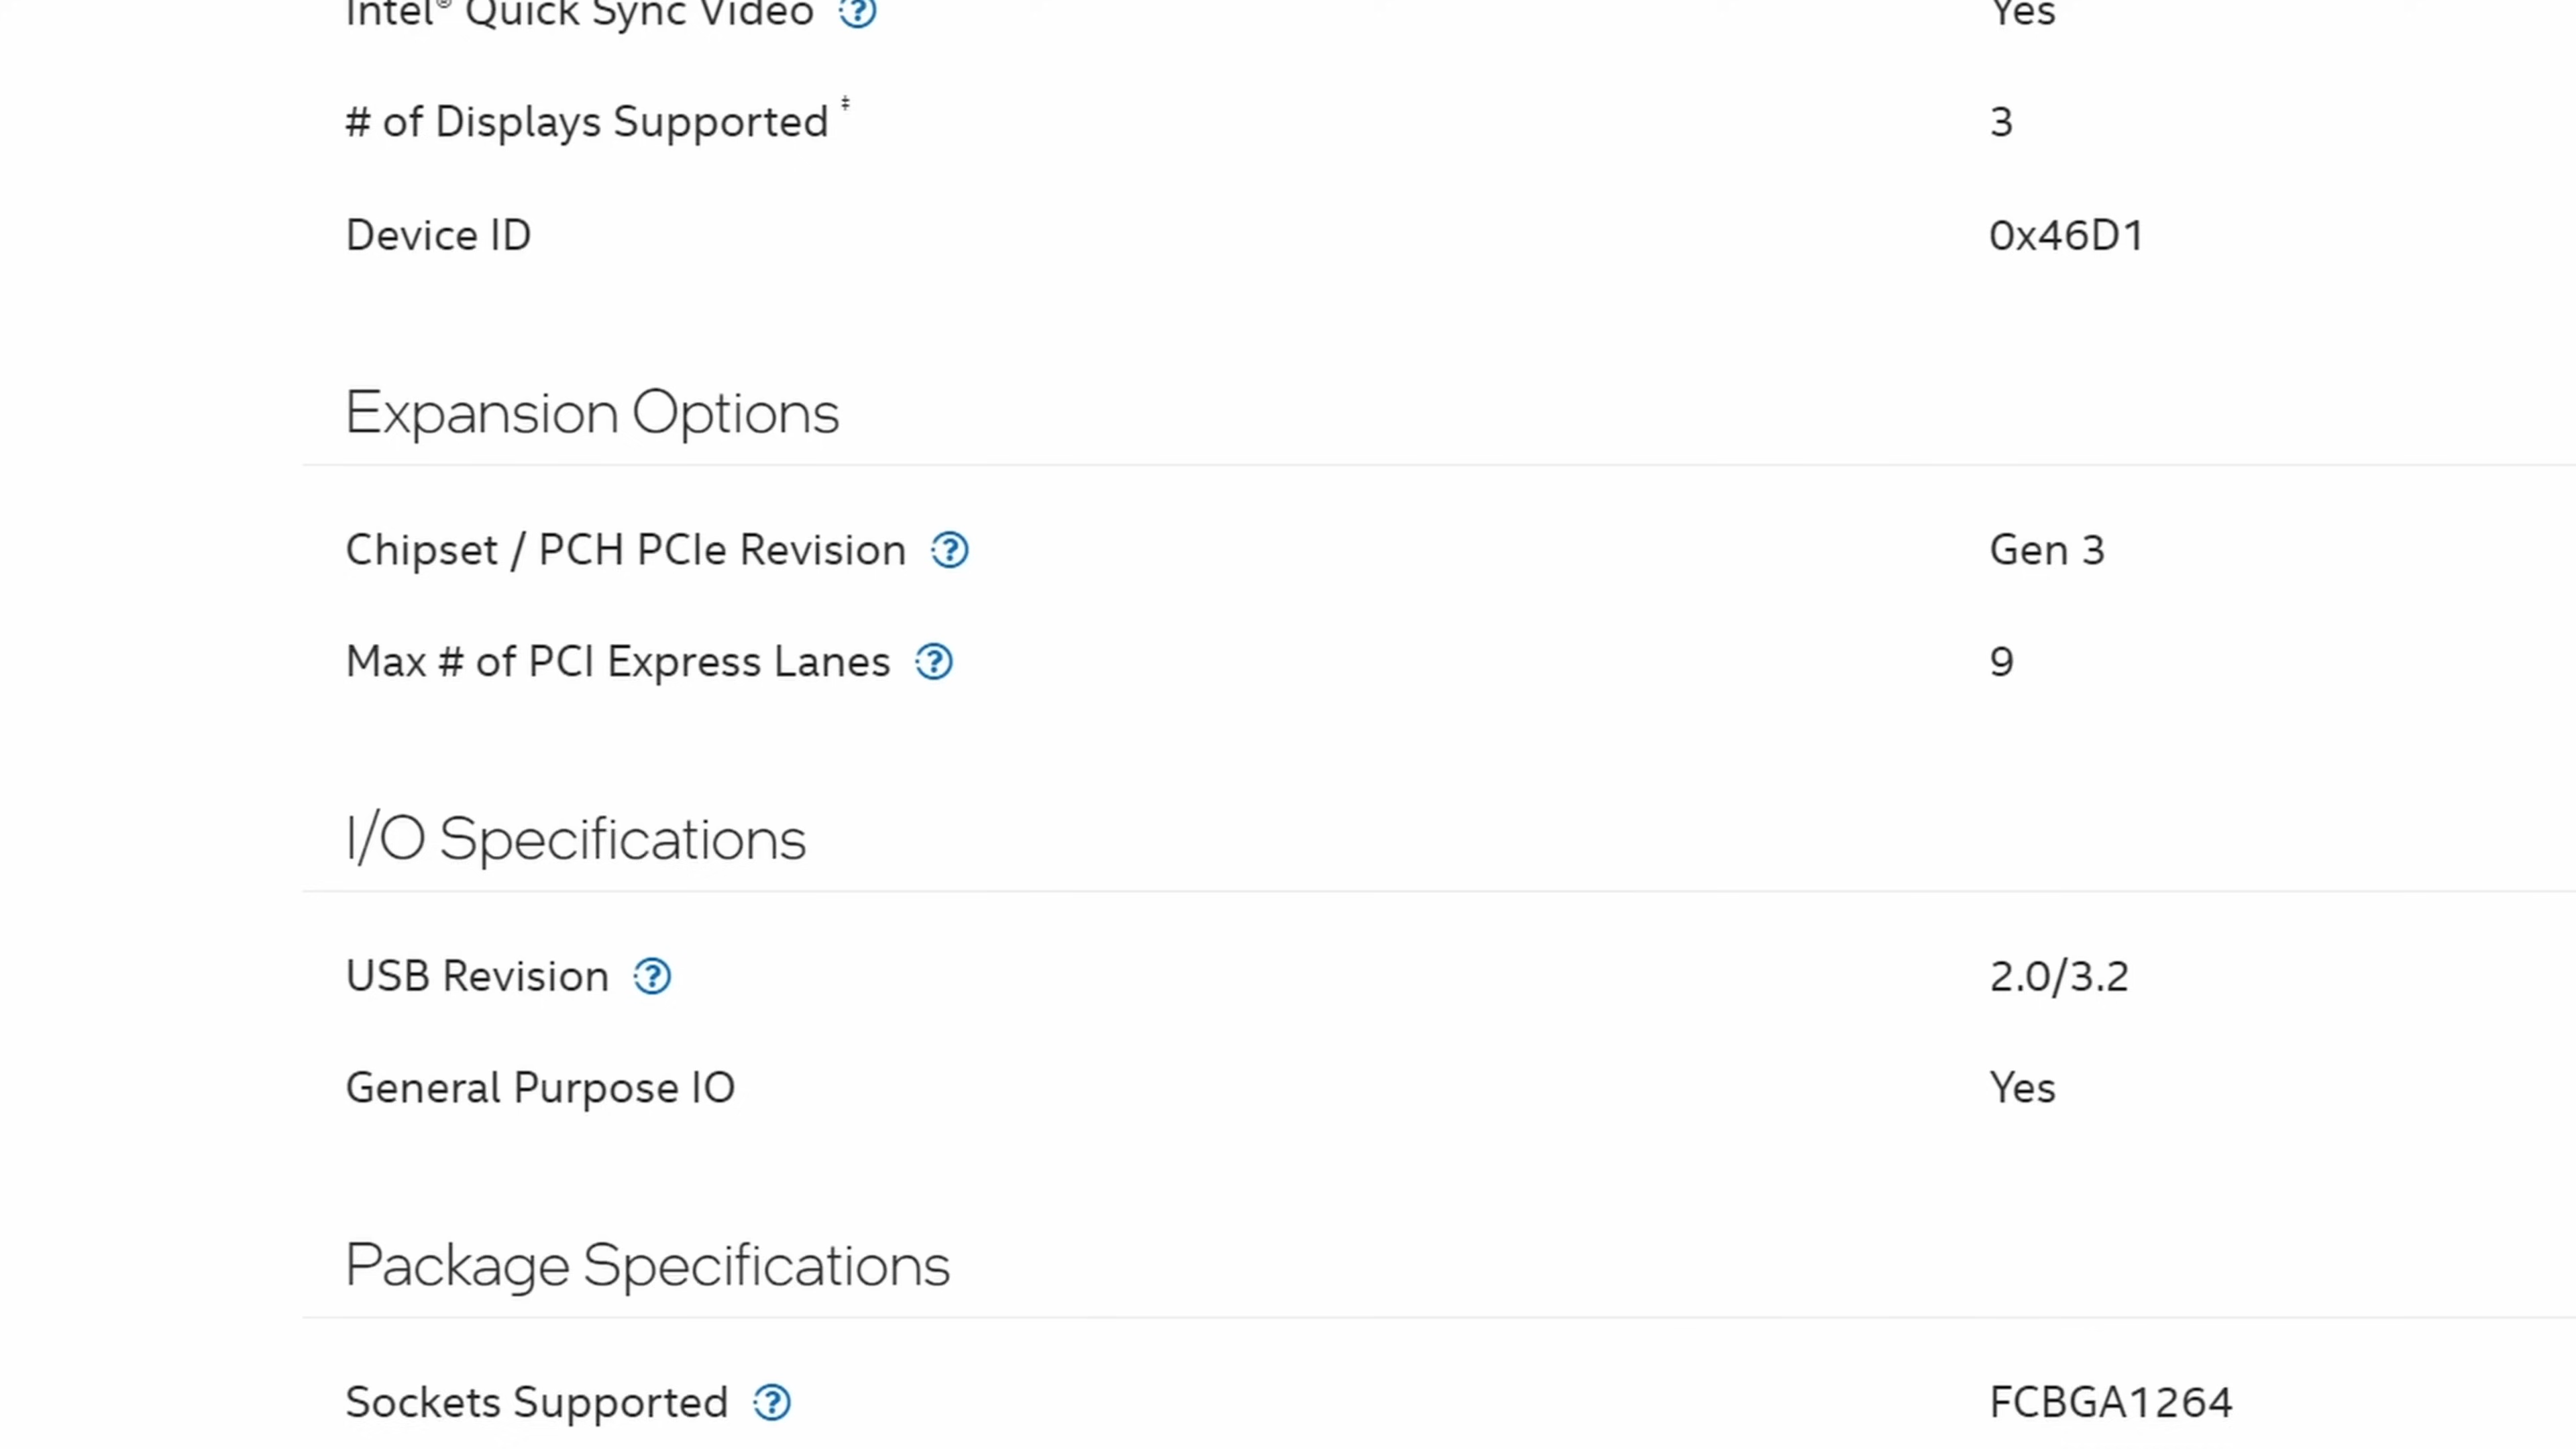 Intel® Quick Sync Video Yes
# of Displays Supported ‡ 3
Device ID 0x46D1
Expansion Options
Chipset / PCH PCIe Revision Gen 3
Max # of PCI Express Lanes 9
I/O Specifications
USB Revision 2.0/3.2
General Purpose IO Yes
Package Specifications
Sockets Supported FCBGA1264